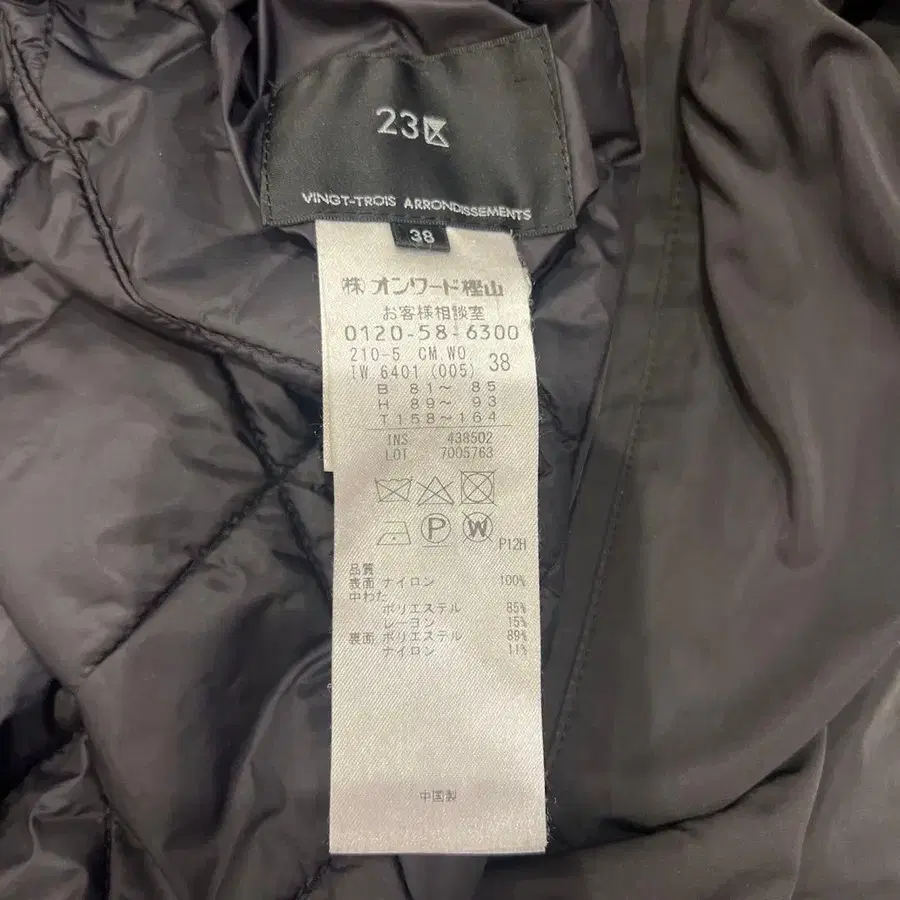 23区
VINGT-TROIS ARRONDISSEMENTS
38
(株)オンワード樫山
お客様相談室
0120-58-6300
210-5 CM.WO
IW 6401 (005) 38
B 81～ 85
H 89～ 93
T158～164
INS 438502
LOT 7005763
P W P12H
品質
表面 ナイロン 100%
中わた
ポリエステル 85%
レーヨン 15%
裏面 ポリエステル 89%
ナイロン 11%
中国製